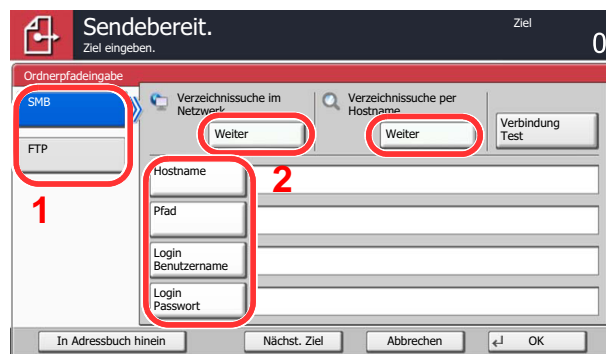 Sendebereit.
Ziel
Ziel eingeben.
0
Ordnerpfadeingabe
SMB
FTP
1
Verzeichnissuche im
Netzwerk
Weiter
Verzeichnissuche per
Hostname
Weiter
Verbindung
Test
Hostname
2
Pfad
Login
Benutzername
Login
Passwort
In Adressbuch hinein
Nächst. Ziel
Abbrechen
OK